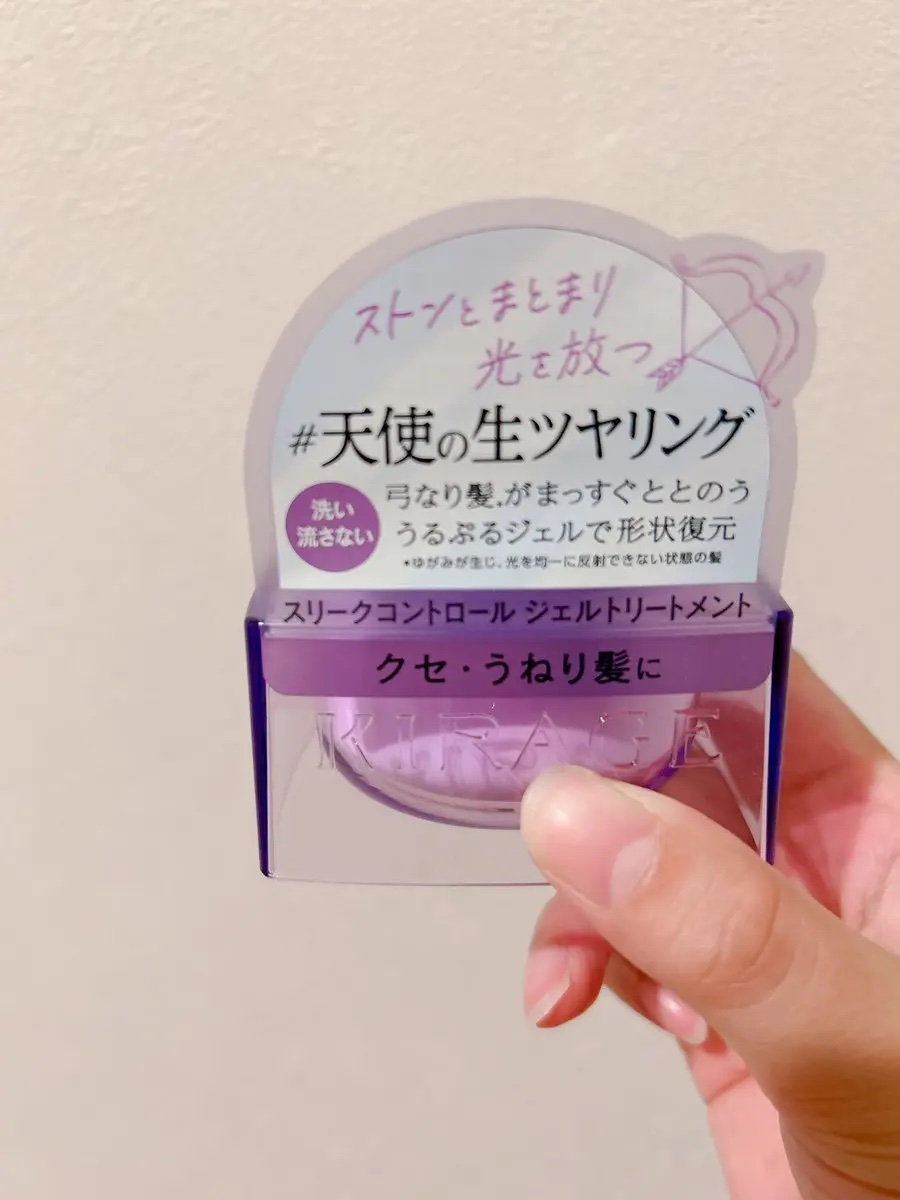 ストンとまとまり
光を放つ
#天使の生ツヤリング
洗い
流さない
弓なり髪*がまっすぐととのう
うるぷるジェルで形状復元
*ゆがみが生じ、光を均一に反射できない状態の髪
スリークコントロール ジェルトリートメント
クセ・うねり髪に
KIRAGE